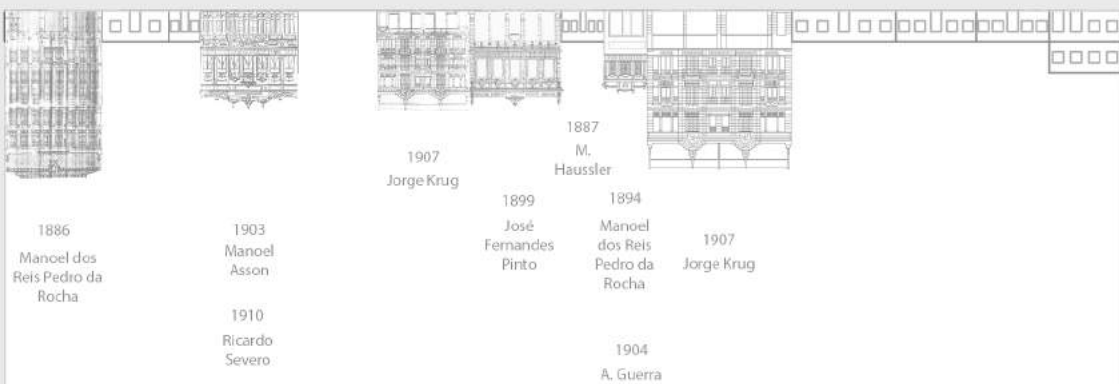 1886
Manoel dos
Reis Pedro da
Rocha
1903
Manoel
Asson
1910
Ricardo
Severo
1907
Jorge Krug
1899
José
Fernandes
Pinto
1887
M.
Haussler
1894
Manoel
dos Reis
Pedro da
Rocha
1904
A. Guerra
1907
Jorge Krug